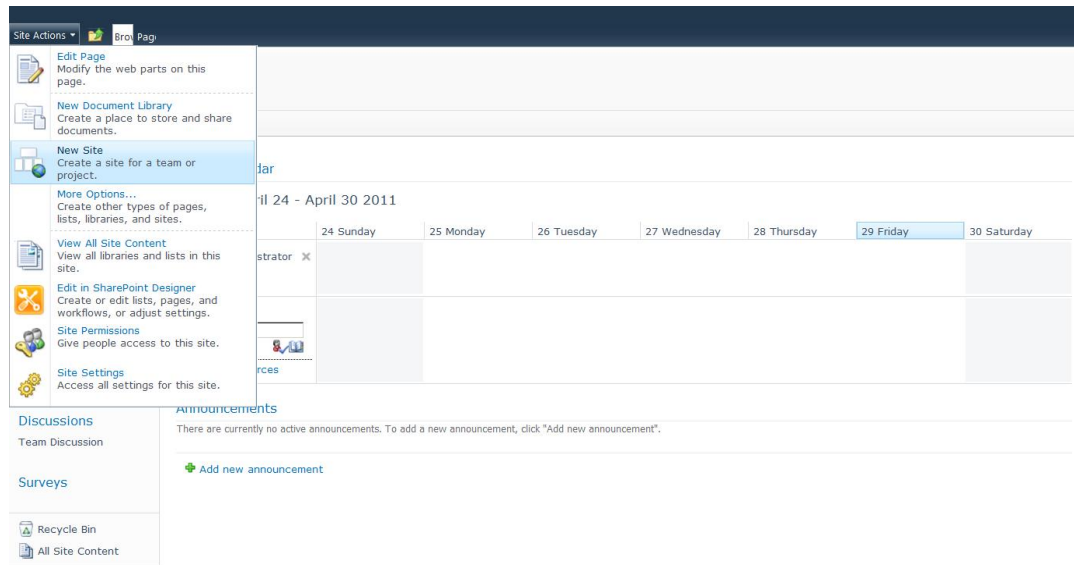 Site Actions
Edit Page
Modify the web parts on this
page.
New Document Library
Create a place to store and share
documents.
New Site
Create a site for a team or
project.
More Options...
Create other types of pages,
lists, libraries, and sites.
View All Site Content
View all libraries and lists in this
site.
Edit in SharePoint Designer
Create or edit lists, pages, and
workflows, or adjust settings.
Site Permissions
Give people access to this site.
Site Settings
Access all settings for this site.
24 - April 30 2011
24 Sunday 25 Monday 26 Tuesday 27 Wednesday 28 Thursday 29 Friday 30 Saturday
Announcements
There are currently no active announcements. To add a new announcement, click "Add new announcement".
Add new announcement
Discussions
Team Discussion
Surveys
Recycle Bin
All Site Content